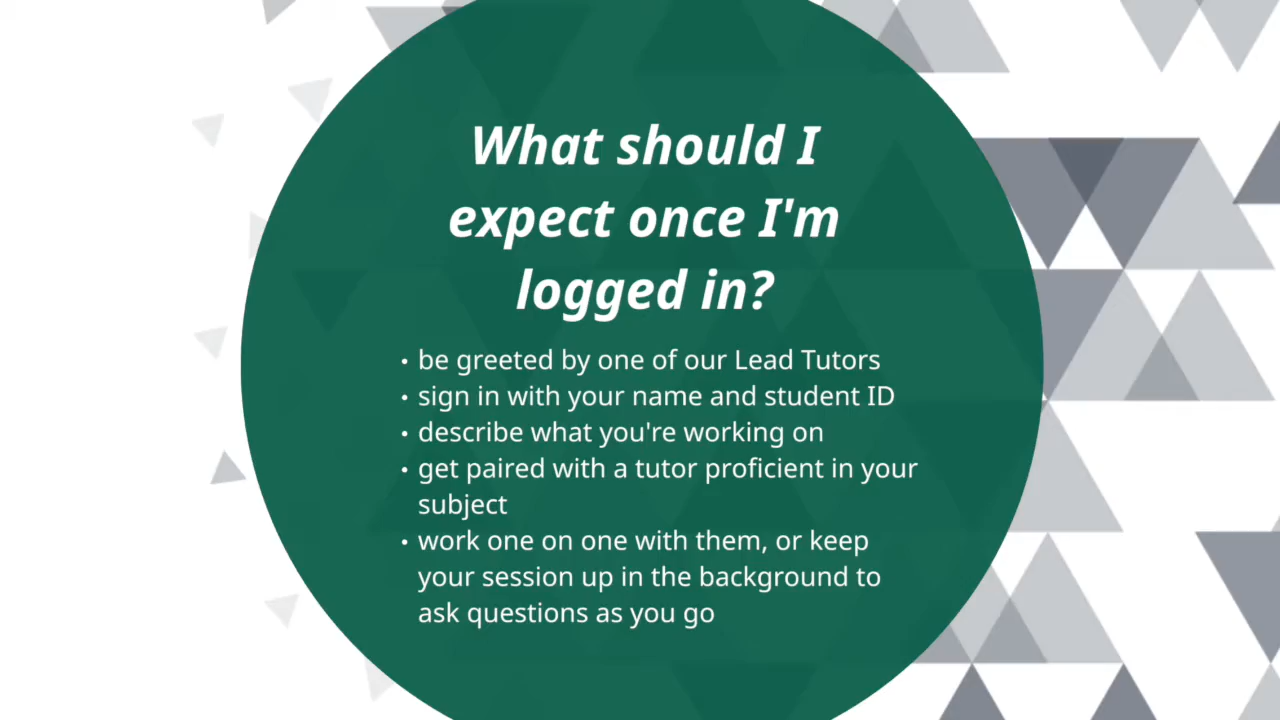 What should I
expect once I'm
logged in?
• be greeted by one of our Lead Tutors
• sign in with your name and student ID
• describe what you're working on
• get paired with a tutor proficient in your
subject
• work one on one with them, or keep
your session up in the background to
ask questions as you go